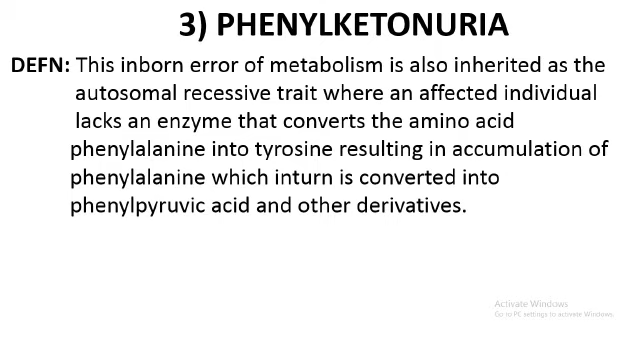 3) PHENYLKETONURIA
DEFN: This inborn error of metabolism is also inherited as the
autosomal recessive trait where an affected individual
lacks an enzyme that converts the amino acid
phenylalanine into tyrosine resulting in accumulation of
phenylalanine which inturn is converted into
phenylpyruvic acid and other derivatives.
Activate Windows
Go to PC settings to activate Windows.